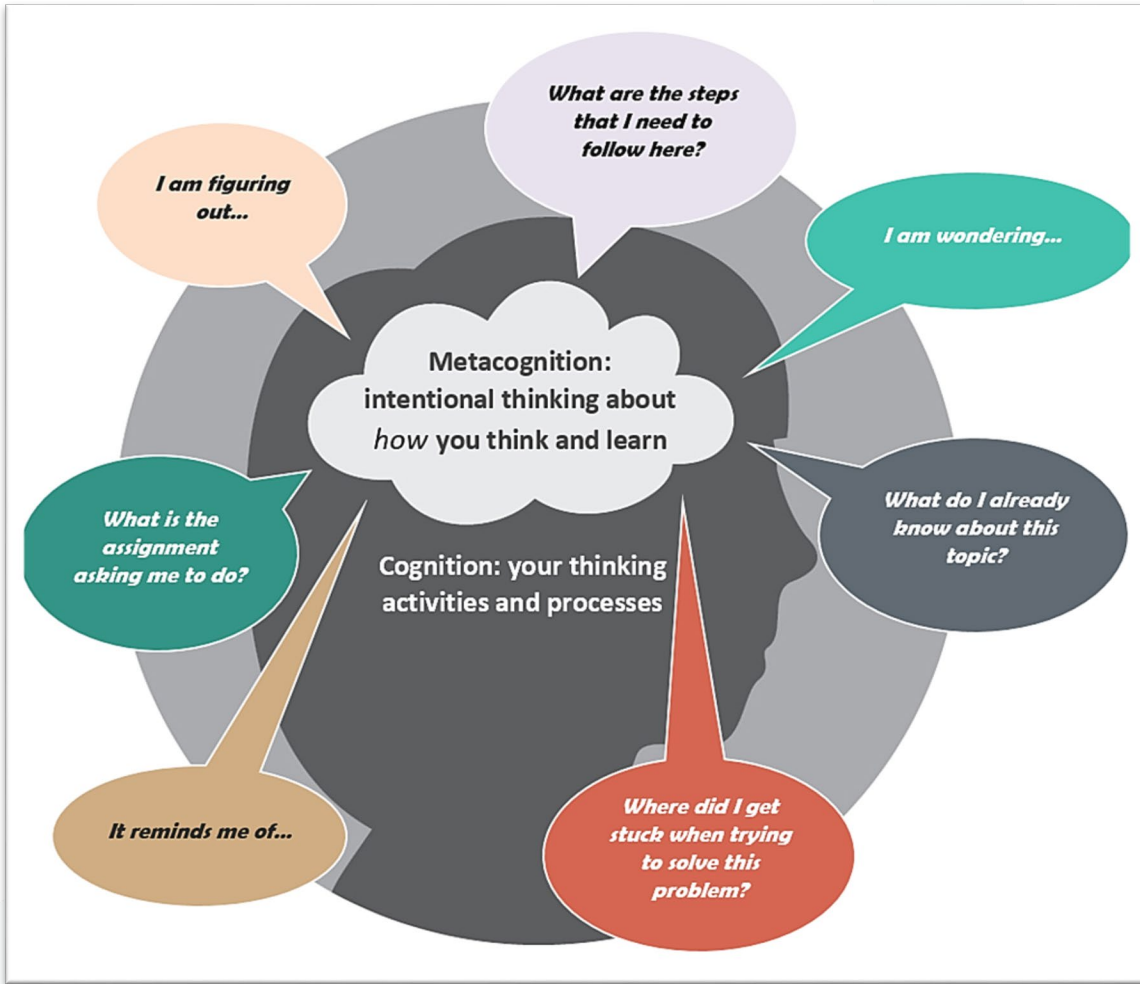 What are the steps
that I need to
follow here?
I am figuring
out...
I am wondering...
Metacognition:
intentional thinking about
how you think and learn
What do I already
know about this
topic?
What is the
assignment
asking me to do?
Cognition: your thinking
activities and processes
It reminds me of...
Where did I get
stuck when trying
to solve this
problem?